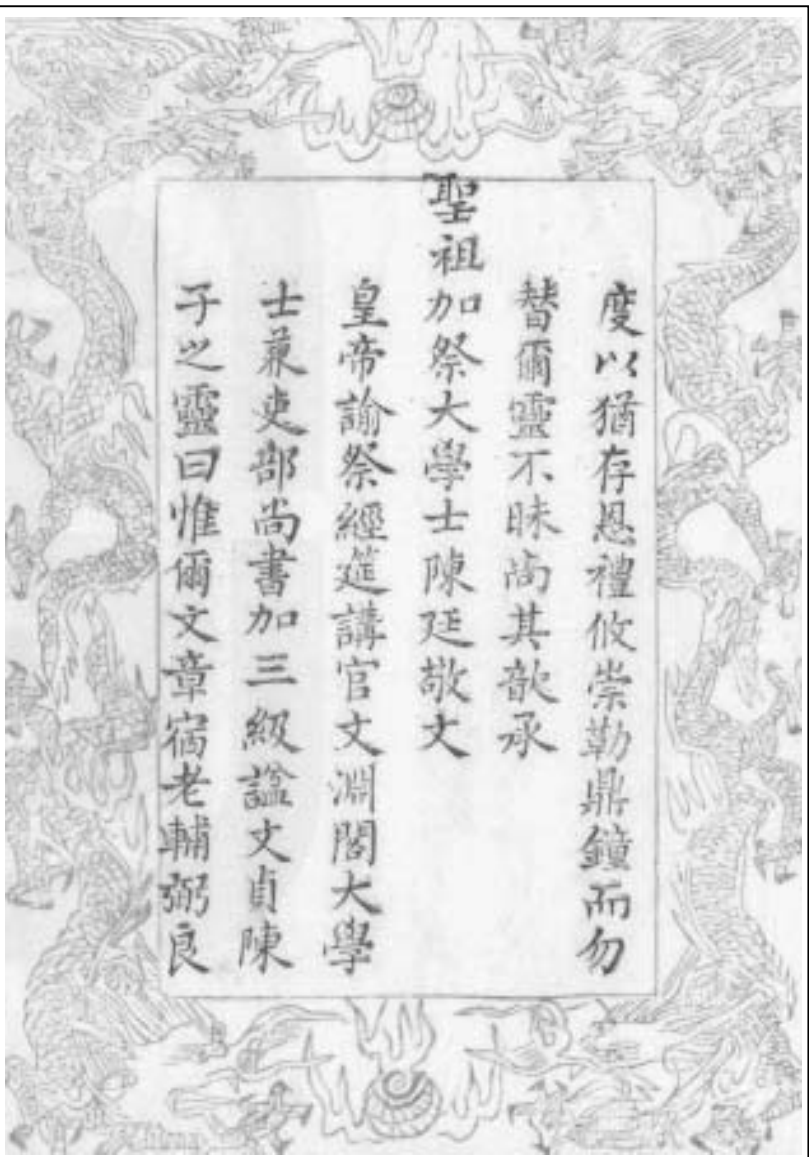 度以猶存恩禮攸崇勒鼎鐘而勿
替爾靈不昧尚其歆承
聖祖加祭大學士陳廷敬文
皇帝諭祭經筵講官文淵閣大學
士兼吏部尚書加三級諡文貞陳
子之靈曰惟爾文章宿老輔弼良